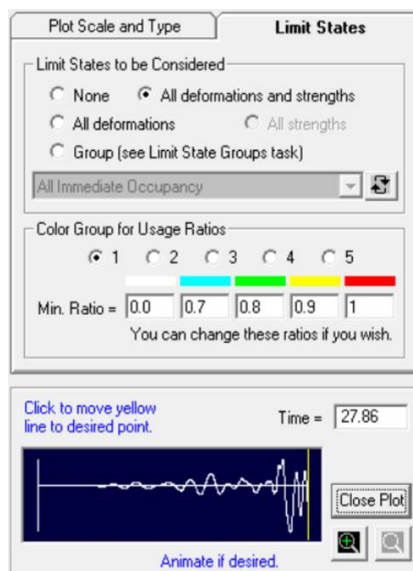 Plot Scale and Type Limit States
Limit States to be Considered
None All deformations and strengths
All deformations All strengths
Group (see Limit State Groups task)
All Immediate Occupancy
Color Group for Usage Ratios
1 2 3 4 5
Min. Ratio = 0.0 0.7 0.8 0.9 1
You can change these ratios if you wish.
Click to move yellow
line to desired point.
Time = 27.86
Close Plot
Animate if desired.